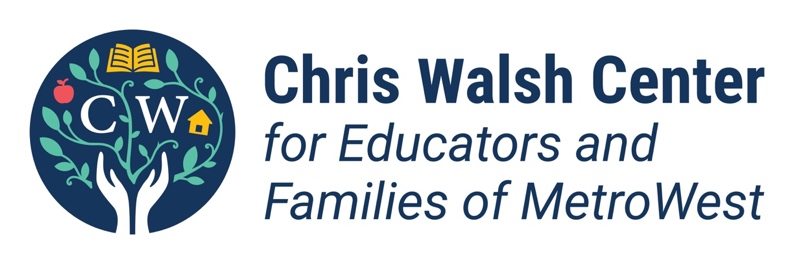 CW
Chris Walsh Center
for Educators and
Families of MetroWest